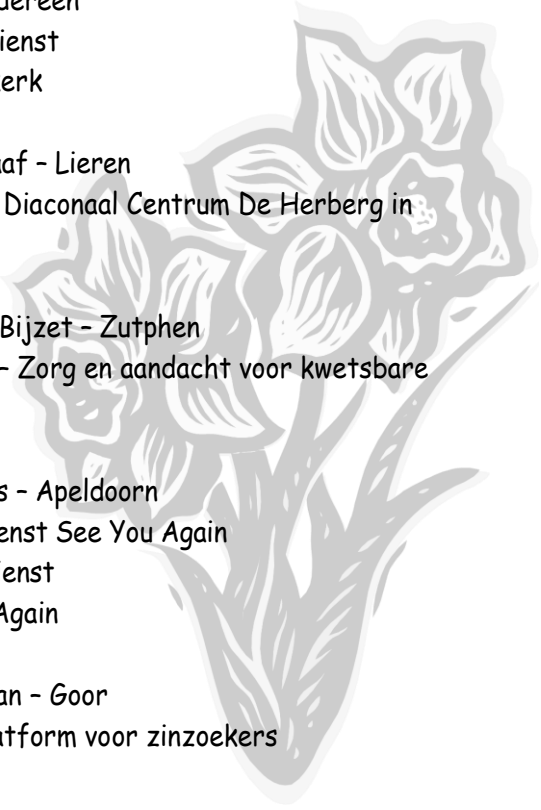 dereen
ienst
erk
af – Lieren
Diaconaal Centrum De Herberg in
Bijzet – Zutphen
– Zorg en aandacht voor kwetsbare
s – Apeldoorn
enst See You Again
ienst
Again
an – Goor
atform voor zinzoekers